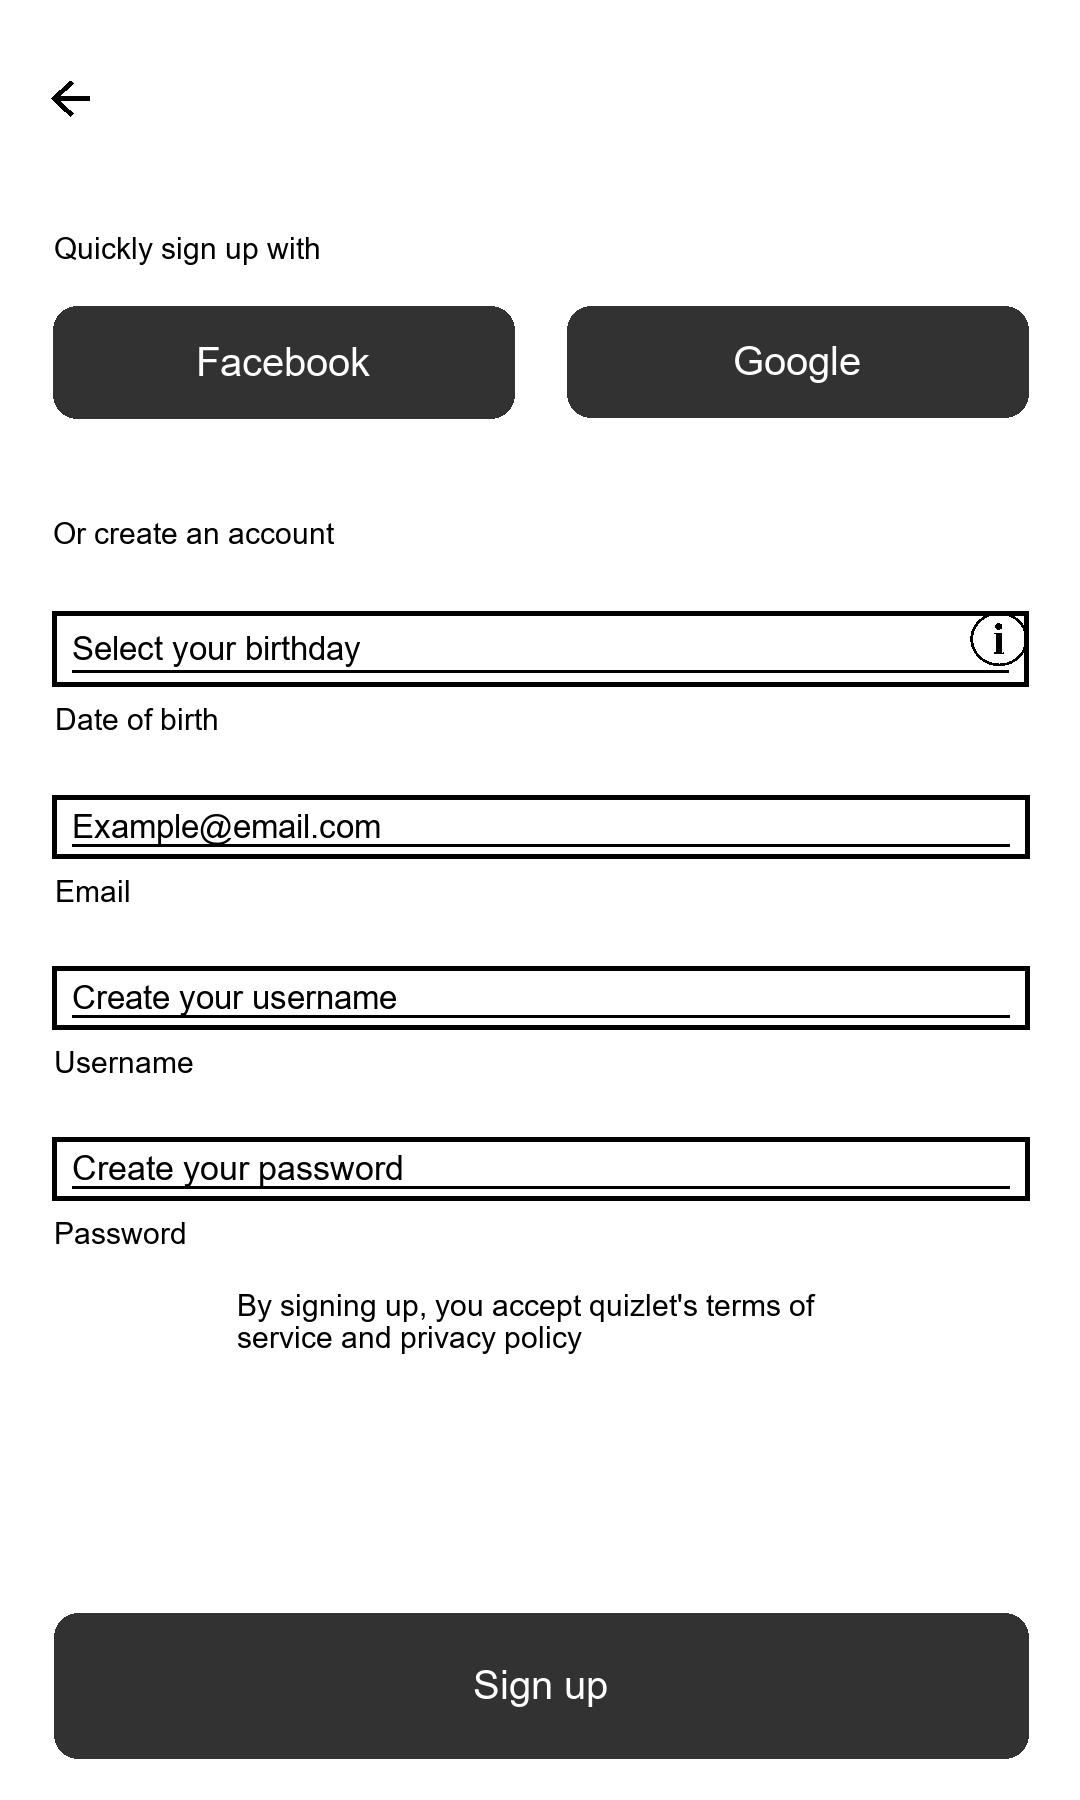 Quickly sign up with
Facebook
Google
Or create an account
Select your birthday
i
Date of birth
Example@email.com
Email
Create your username
Username
Create your password
Password
By signing up, you accept quizlet's terms of
service and privacy policy
Sign up